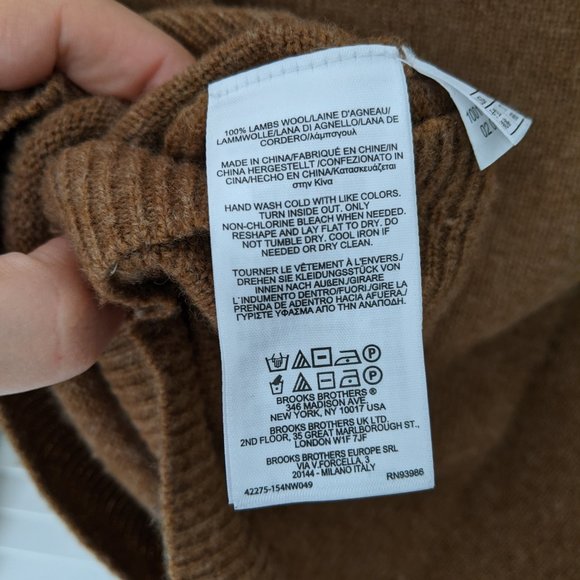 100% LAMBS WOOL/LAINE D'AGNEAU/
LAMMWOLLE/LANA DI AGNELLO/LANA DE
CORDERO/λάμπσγουλ
MADE IN CHINA/FABRIQUÉ EN CHINE/IN
CHINA HERGESTELLT /CONFEZIONATO IN
CINA/HECHO EN CHINA/Κατασκευάζεται
στην Κίνα
HAND WASH COLD WITH LIKE COLORS.
TURN INSIDE OUT. ONLY
NON-CHLORINE BLEACH WHEN NEEDED.
RESHAPE AND LAY FLAT TO DRY. DO
NOT TUMBLE DRY. COOL IRON IF
NEEDED OR DRY CLEAN.
TOURNER LE VÊTEMENT À L'ENVERS./
DREHEN SIE KLEIDUNGSSTÜCK VON
INNEN NACH AUßEN./GIRARE
L'INDUMENTO DENTRO/FUORI./GIRE LA
PRENDA DE ADENTRO HACIA AFUERA./
ΓΥΡΙΣΤΕ ΥΦΑΣΜΑ ΑΠΟ ΤΗΝ ΑΝΑΠΟΔΗ.
P
P
BROOKS BROTHERS ®
346 MADISON AVE.
NEW YORK, NY 10017 USA
BROOKS BROTHERS UK LTD.
2ND FLOOR, 35 GREAT MARLBOROUGH ST.
LONDON W1F 7JF
BROOKS BROTHERS EUROPE SRL
VIA V.FORCELLA, 3
20144 - MILANO ITALY
42275-154NW049 RN93986